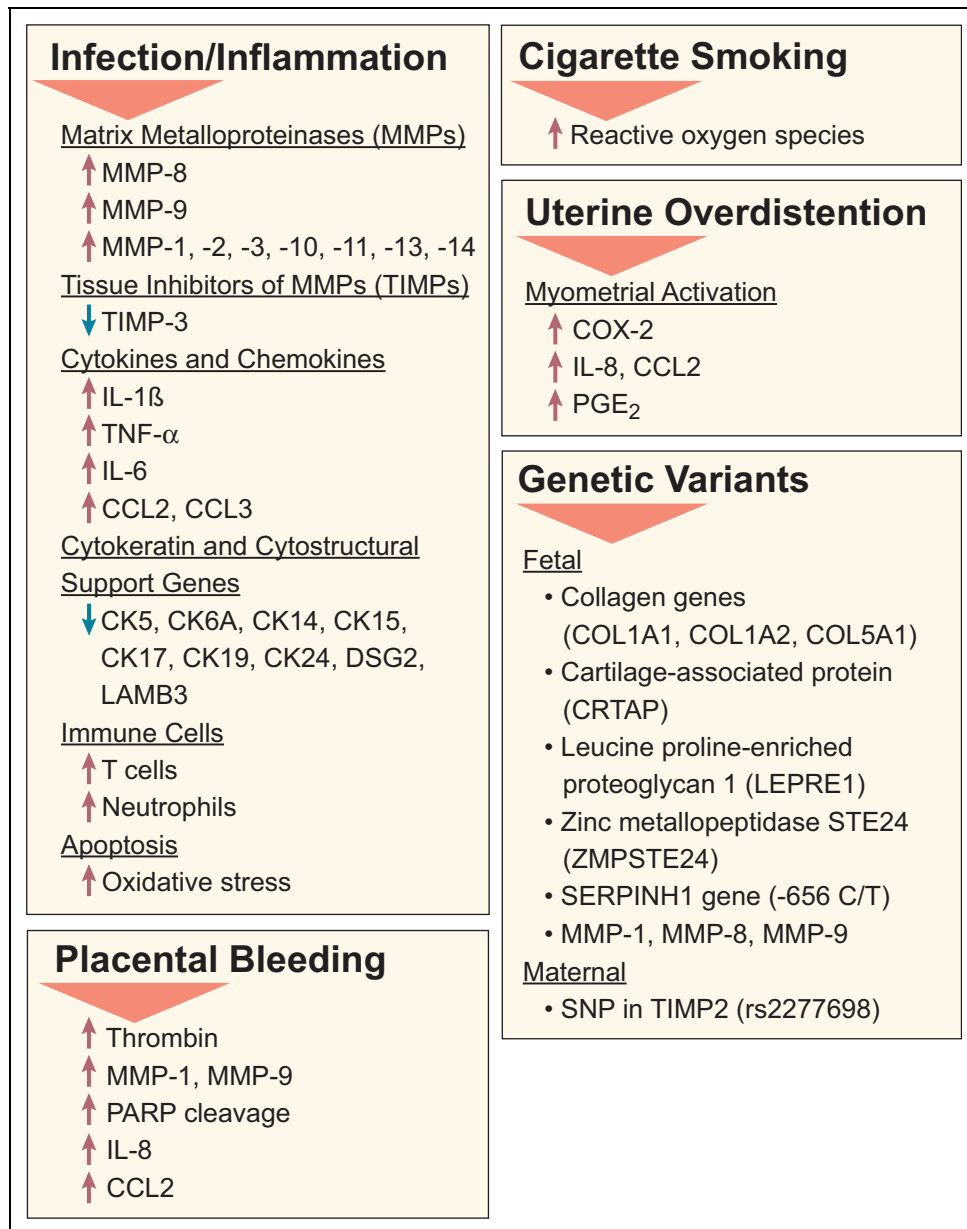 Infection/Inflammation
Matrix Metalloproteinases (MMPs)
↑ MMP-8
↑ MMP-9
↑ MMP-1, -2, -3, -10, -11, -13, -14
Tissue Inhibitors of MMPs (TIMPs)
↓ TIMP-3
Cytokines and Chemokines
↑ IL-1ß
↑ TNF-α
↑ IL-6
↑ CCL2, CCL3
Cytokeratin and Cytostructural
Support Genes
↓ CK5, CK6A, CK14, CK15,
CK17, CK19, CK24, DSG2,
LAMB3
Immune Cells
↑ T cells
↑ Neutrophils
Apoptosis
↑ Oxidative stress
Placental Bleeding
↑ Thrombin
↑ MMP-1, MMP-9
↑ PARP cleavage
↑ IL-8
↑ CCL2
Cigarette Smoking
↑ Reactive oxygen species
Uterine Overdistention
Myometrial Activation
↑ COX-2
↑ IL-8, CCL2
↑ PGE₂
Genetic Variants
Fetal
• Collagen genes
(COL1A1, COL1A2, COL5A1)
• Cartilage-associated protein
(CRTAP)
• Leucine proline-enriched
proteoglycan 1 (LEPRE1)
• Zinc metallopeptidase STE24
(ZMPSTE24)
• SERPINH1 gene (-656 C/T)
• MMP-1, MMP-8, MMP-9
Maternal
• SNP in TIMP2 (rs2277698)